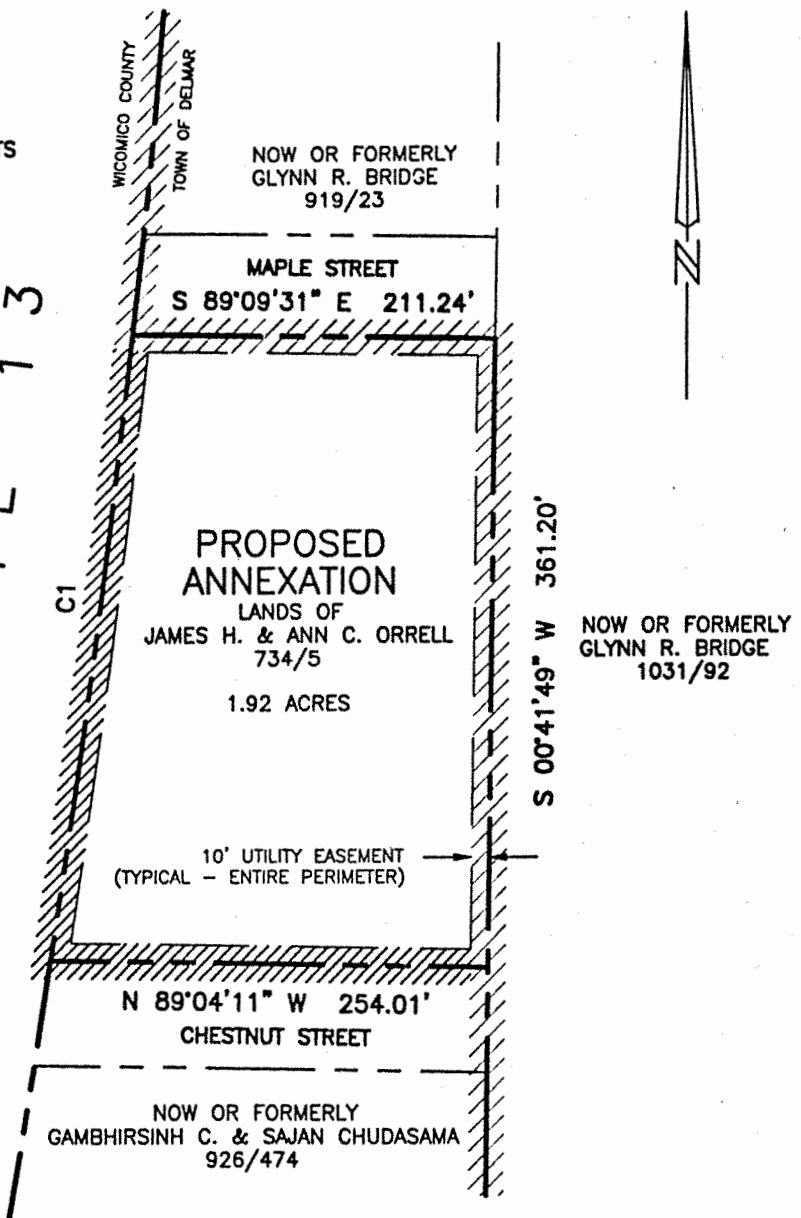 WICOMICO COUNTY
TOWN OF DELMAR
TS
NOW OR FORMERLY
GLYNN R. BRIDGE
919/23
N
MAPLE STREET
S 89°09'31" E 211.24'
3
1
PROPOSED
ANNEXATION
LANDS OF
JAMES H. & ANN C. ORRELL
734/5
1.92 ACRES
C1
S 00°41'49" W 361.20'
NOW OR FORMERLY
GLYNN R. BRIDGE
1031/92
10' UTILITY EASEMENT
(TYPICAL - ENTIRE PERIMETER)
N 89°04'11" W 254.01'
CHESTNUT STREET
NOW OR FORMERLY
GAMBHIRSINH C. & SAJAN CHUDASAMA
926/474